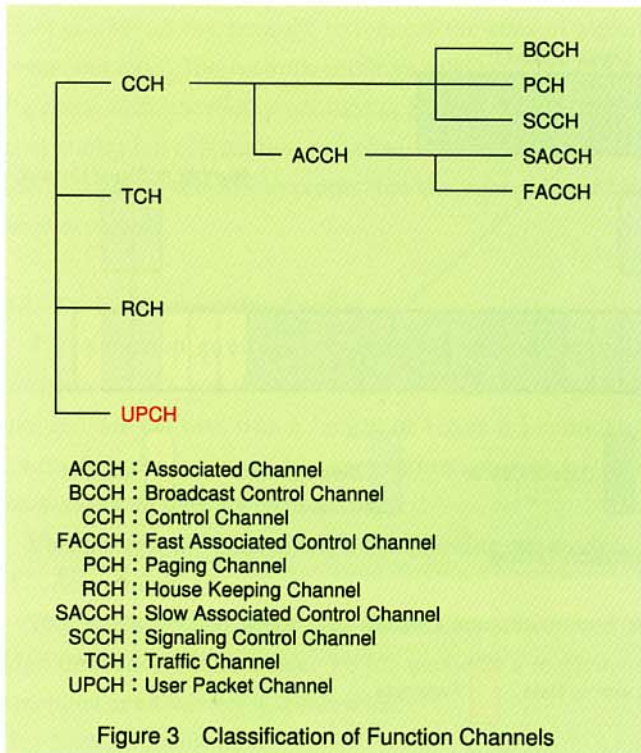 BCCH
CCH PCH
SCCH
ACCH SACCH
TCH FACCH
RCH
UPCH
ACCH : Associated Channel
BCCH : Broadcast Control Channel
CCH : Control Channel
FACCH : Fast Associated Control Channel
PCH : Paging Channel
RCH : House Keeping Channel
SACCH : Slow Associated Control Channel
SCCH : Signaling Control Channel
TCH : Traffic Channel
UPCH : User Packet Channel
Figure 3 Classification of Function Channels